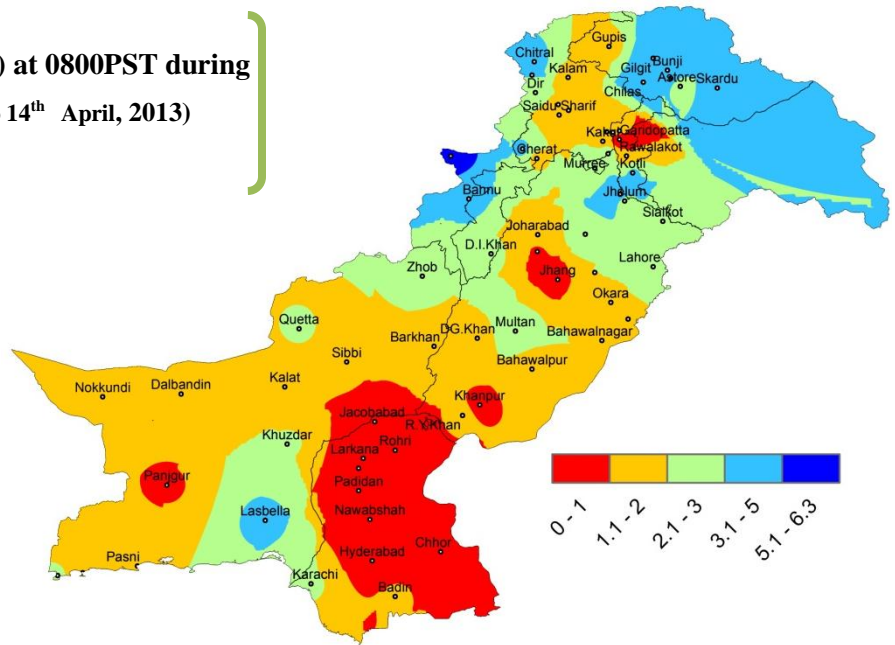 ) at 0800PST during
14th April, 2013)
Gupis
Chitral
Bunji
Gilgit
Kalam
Astore
Skardu
Dir
Chilas
Saidu Sharif
Garidopatta
Cherat
Rawalakot
Murree
Kotli
Bannu
Jhelum
Sialkot
Joharabad
D.I.Khan
Lahore
Zhob
Jhang
Okara
Quetta
Multan
DG.Khan
Bahawalnagar
Barkhan
Sibbi
Bahawalpur
Nokkundi
Dalbandin
Kalat
Khanpur
Jacobabad
R.Y.Khan
Khuzdar
Rohri
Larkana
Panjgur
Padidan
Lasbella
Nawabshah
Hyderabad
Chhor
Pasni
Karachi
Badin
0 - 1
1.1 - 2
2.1 - 3
3.1 - 5
5.1 - 6.3